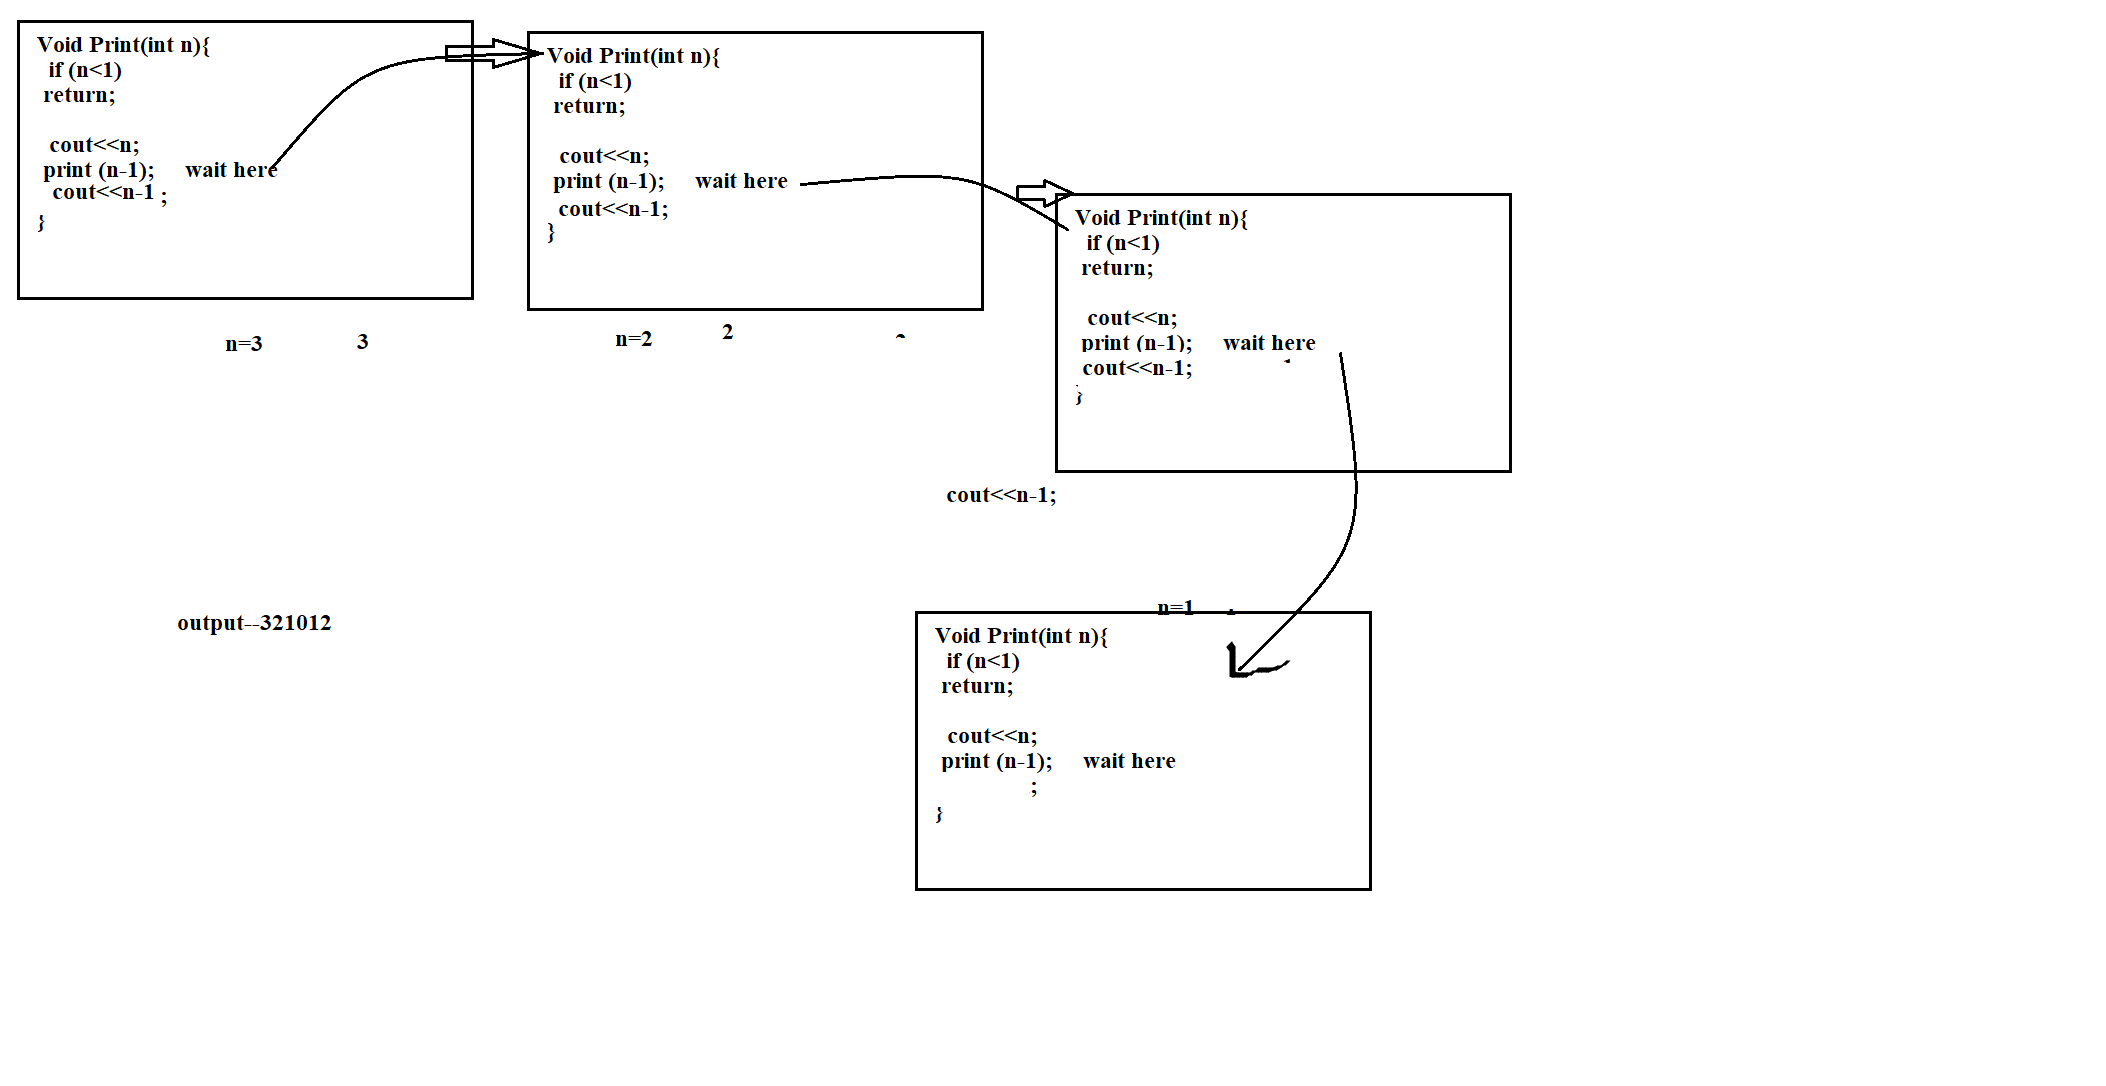 Void Print(int n){
if (n<1)
return;
cout<<n;
print (n-1); wait here
cout<<n-1 ;
}
n=3 3
Void Print(int n){
if (n<1)
return;
cout<<n;
print (n-1); wait here
cout<<n-1;
}
n=2 2
Void Print(int n){
if (n<1)
return;
cout<<n;
print (n-1); wait here
cout<<n-1;
}
cout<<n-1;
n=1
output--321012
Void Print(int n){
if (n<1)
return;
cout<<n;
print (n-1); wait here
;
}